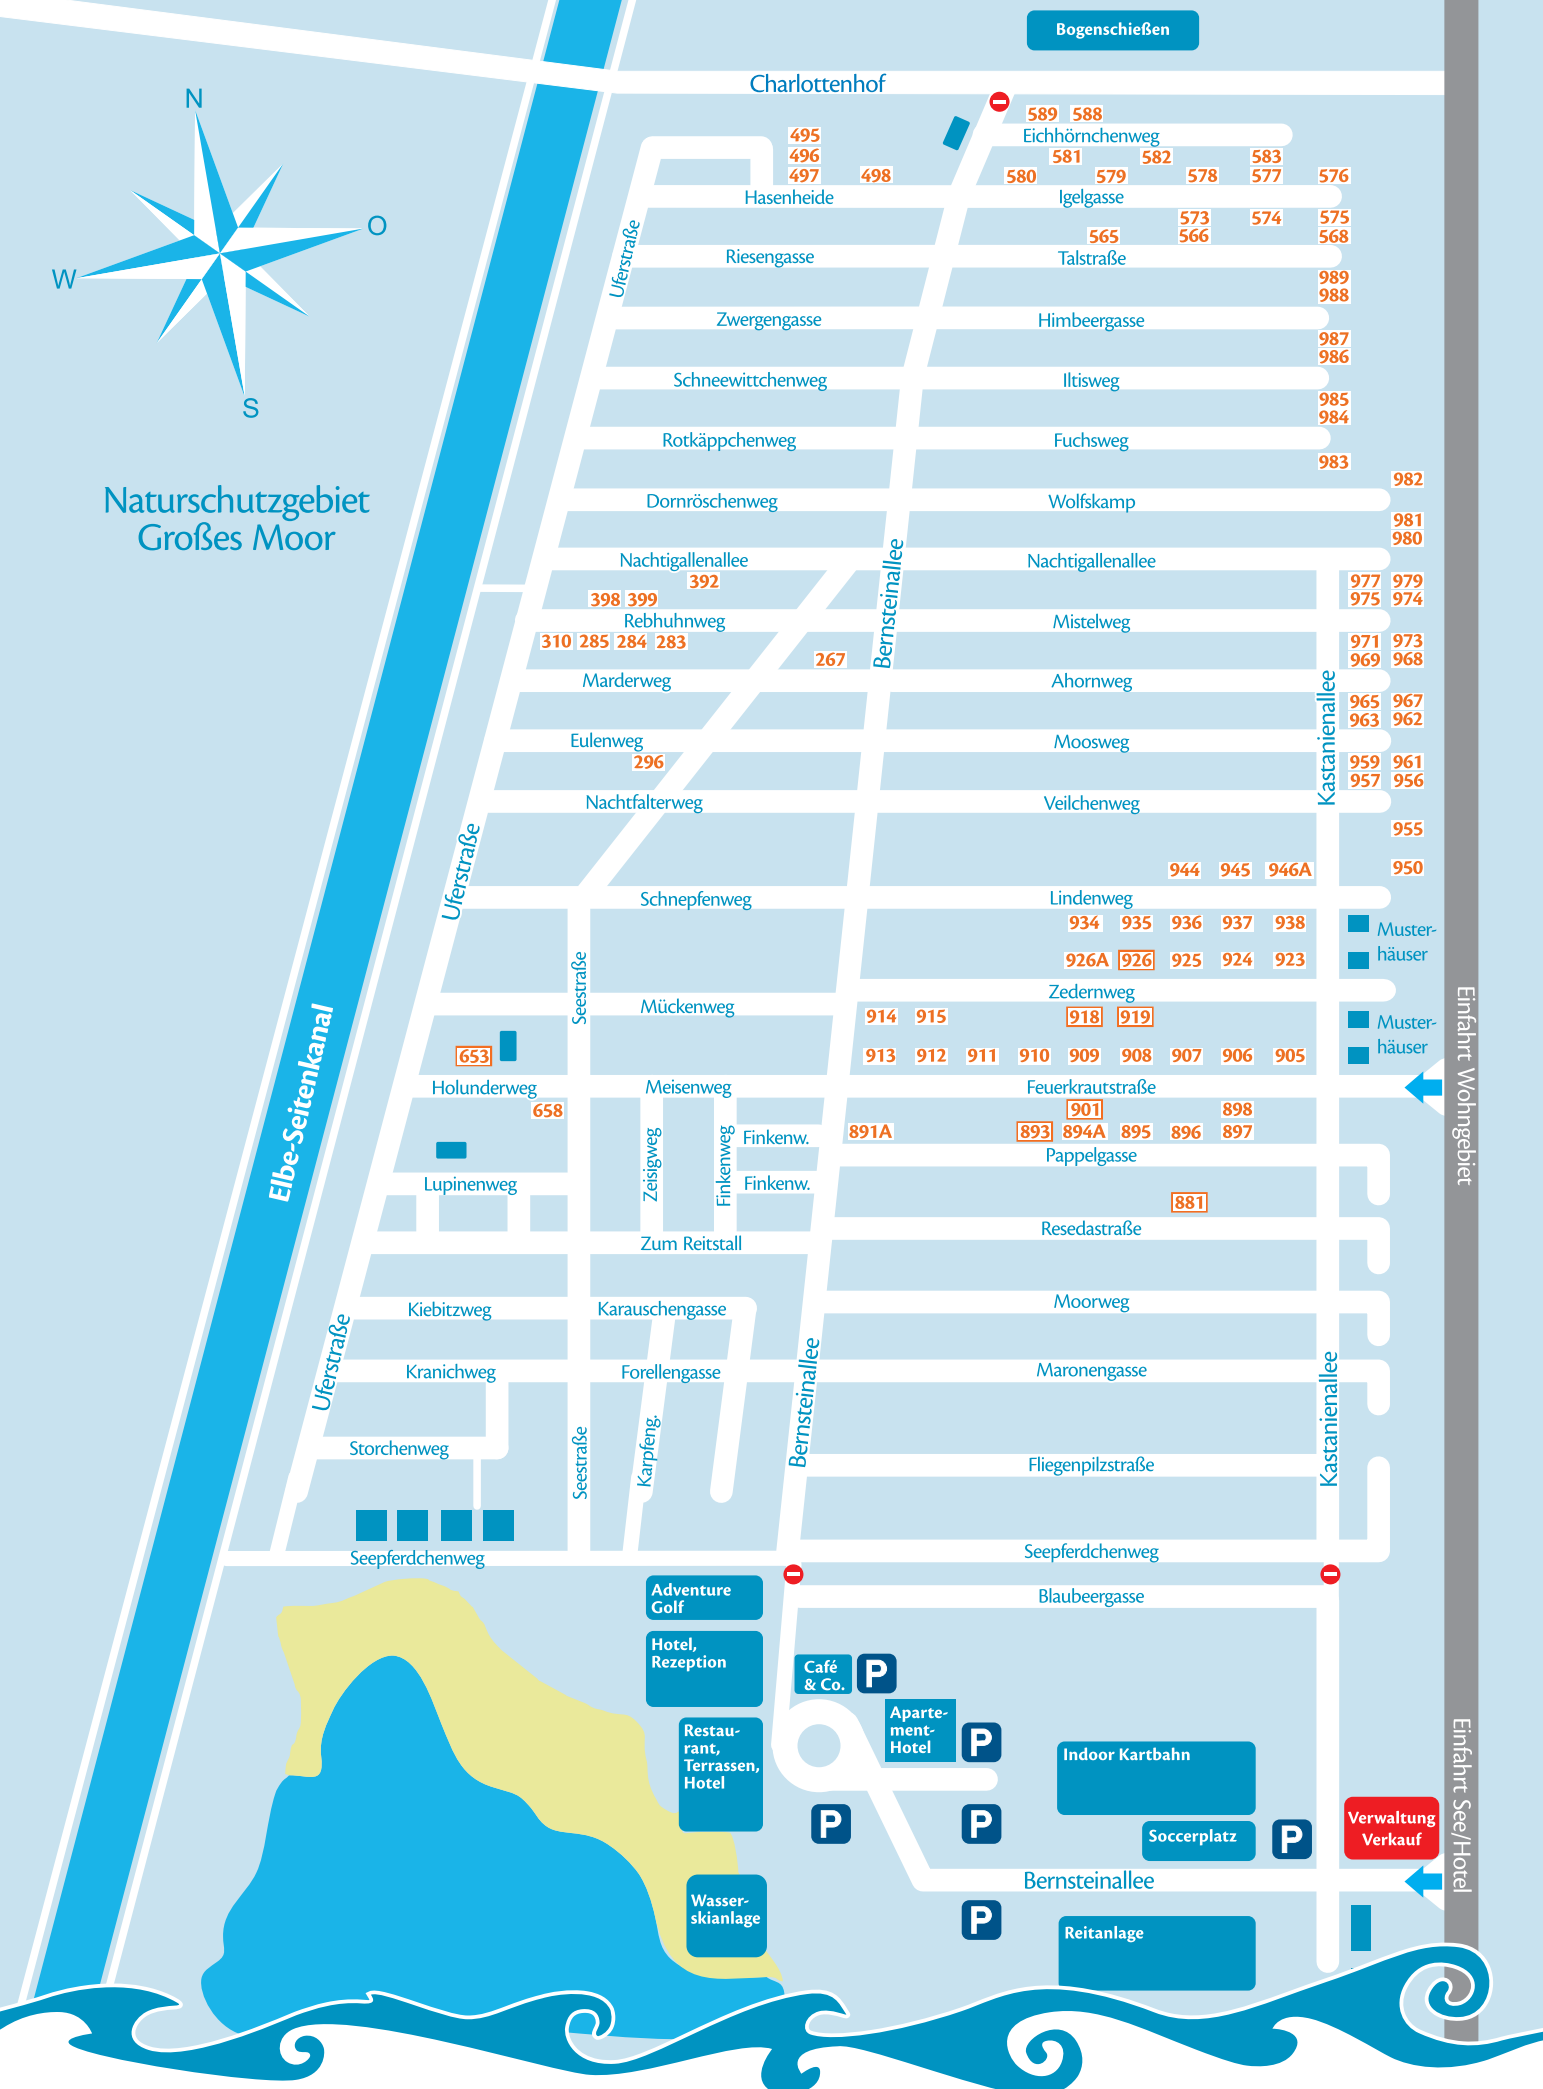 Bogenschießen
Charlottenhof
N
O
W
S
589 588
Eichhörnchenweg
495
496
497 498
581 582 583
580 579 578 577 576
Hasenheide
Igelgasse
573 574 575
565 566 568
Uferstraße
Riesengasse
Talstraße
989
988
Zwergengasse
Himbeergasse
987
986
Schneewittchenweg
Iltisweg
985
984
Rotkäppchenweg
Fuchsweg
983
982
Naturschutzgebiet
Großes Moor
Dornröschenweg
Wolfskamp
981
980
Nachtigallenallee
Nachtigallenallee
392
398 399
977 979
975 974
Rebhuhnweg
Mistelweg
310 285 284 283
267
Bernsteinallee
971 973
969 968
Marderweg
Ahornweg
965 967
963 962
Kastanienallee
Eulenweg
Moosweg
296
959 961
957 956
Nachtfalterweg
Veilchenweg
955
Uferstraße
944 945 946A
950
Schnepfenweg
Lindenweg
934 935 936 937 938
Muster-
häuser
926A 926 925 924 923
Seestraße
Zedernweg
Mückenweg
914 915 918 919
Muster-
häuser
Einfahrt Wohngebiet
Elbe-Seitenkanal
653
913 912 911 910 909 908 907 906 905
Holunderweg
Meisenweg
Feuerkrautstraße
658
901 898
891A 893 894A 895 896 897
Zeisigweg
Finkenweg
Finkenw.
Pappelgasse
Lupinenweg
Finkenw.
881
Resedastraße
Zum Reitstall
Kiebitzweg
Karauschengasse
Moorweg
Uferstraße
Kranichweg
Forellengasse
Bernsteinallee
Maronengasse
Kastanienallee
Storchenweg
Seestraße
Karpfeng.
Fliegenpilzstraße
Seepferdchenweg
Seepferdchenweg
Adventure
Golf
Blaubeergasse
Hotel,
Rezeption
Café
& Co.
P
Restau-
rant,
Terrassen,
Hotel
Aparte-
ment-
Hotel
P
Indoor Kartbahn
Einfahrt See/Hotel
P
P
Soccerplatz
P
Verwaltung
Verkauf
Bernsteinallee
Wasser-
skianlage
P
Reitanlage